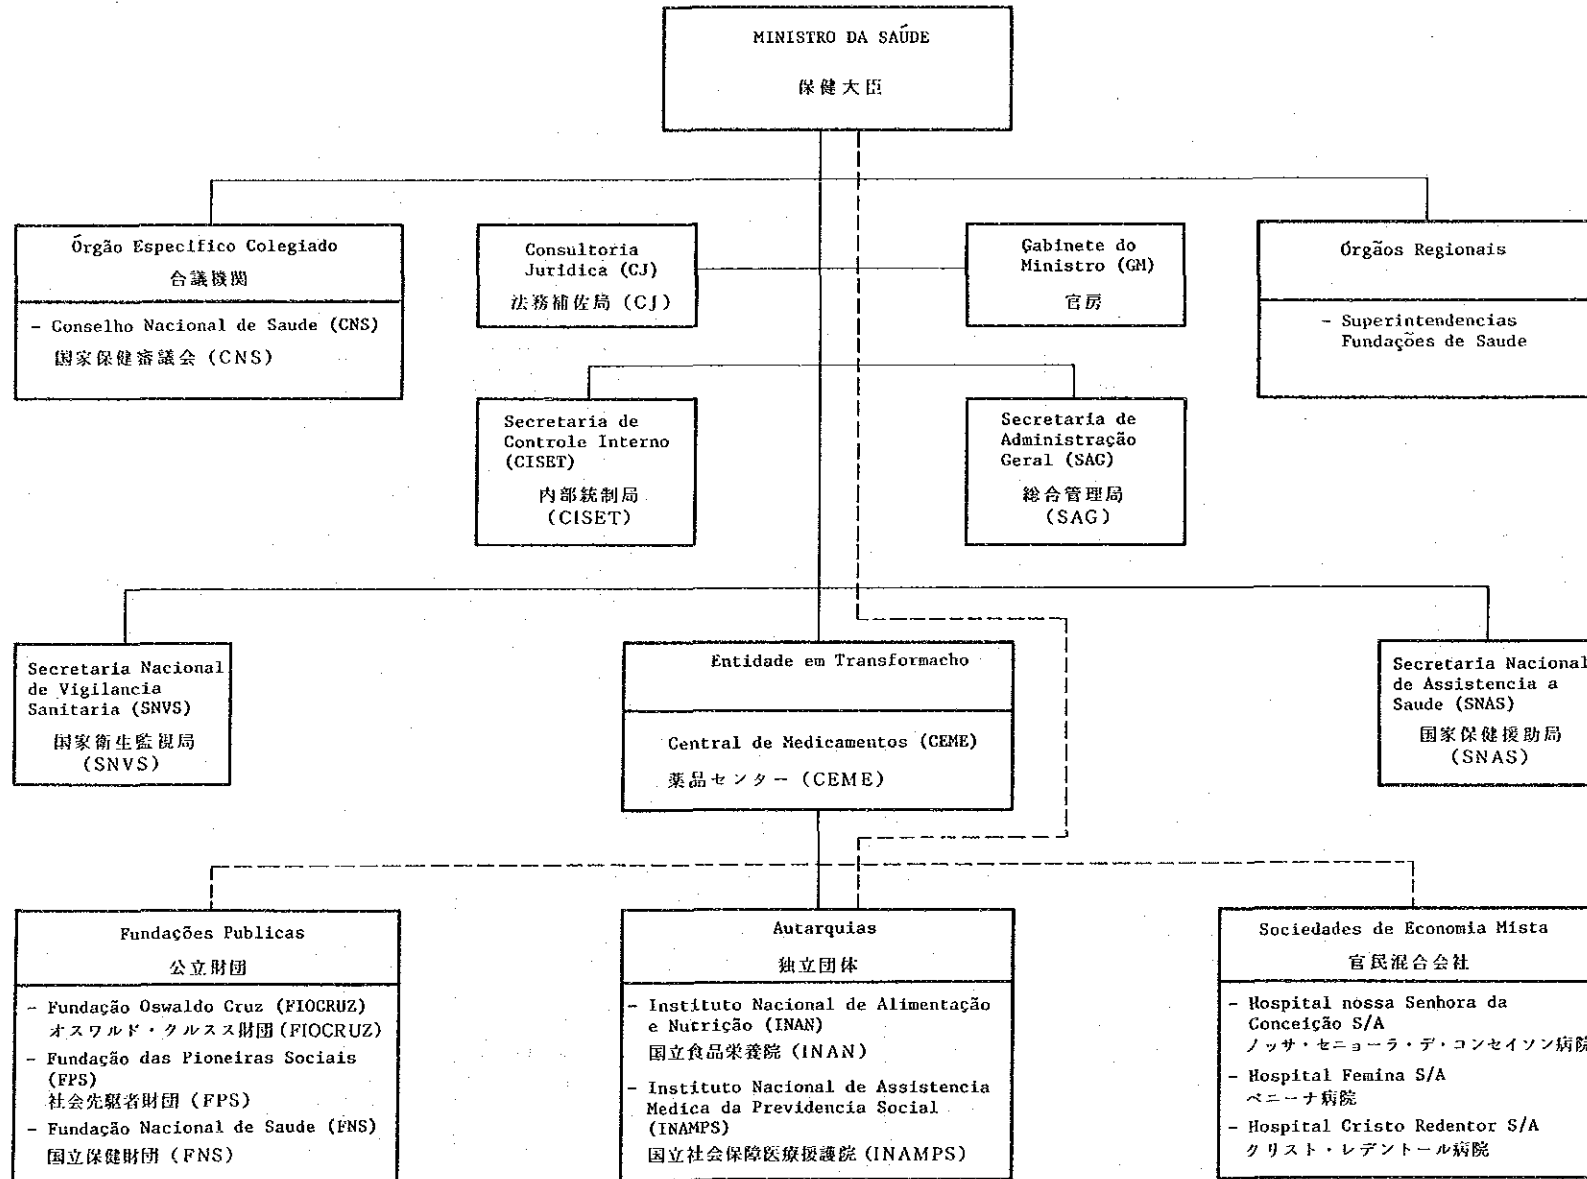 MINISTRO DA SAÚDE
保健大臣
Órgão Específico Colegiado
合議機関
- Conselho Nacional de Saude (CNS)
国家保健審議会 (CNS)
Consultoria
Jurídica (CJ)
法務補佐局 (CJ)
Gabinete do
Ministro (GM)
官房
Órgãos Regionais
- Superintendencias
Fundações de Saude
Secretaria de
Controle Interno
(CISET)
内部統制局
(CISET)
Secretaria de
Administração
Geral (SAG)
総合管理局
(SAG)
Secretaria Nacional
de Vigilancia
Sanitaria (SNVS)
国家衛生監視局
(SNVS)
Entidade em Transformacho
Central de Medicamentos (CEME)
薬品センター (CEME)
Secretaria Nacional
de Assistencia a
Saude (SNAS)
国家保健援助局
(SNAS)
Fundações Publicas
公立財団
- Fundação Oswaldo Cruz (FIOCRUZ)
オスワルド・クルスス財団 (FIOCRUZ)
- Fundação das Pioneiras Sociais
(FPS)
社会先駆者財団 (FPS)
- Fundação Nacional de Saude (FNS)
国立保健財団 (FNS)
Autarquias
独立団体
- Instituto Nacional de Alimentação
e Nutrição (INAN)
国立食品栄養院 (INAN)
- Instituto Nacional de Assistencia
Medica da Previdencia Social
(INAMPS)
国立社会保障医療援護院 (INAMPS)
Sociedades de Economia Mista
官民混合会社
- Hospital nossa Senhora da
Conceição S/A
ノッサ・セニョーラ・デ・コンセイソン病院
- Hospital Femina S/A
ペニーナ病院
- Hospital Cristo Redentor S/A
クリスト・レデントール病院